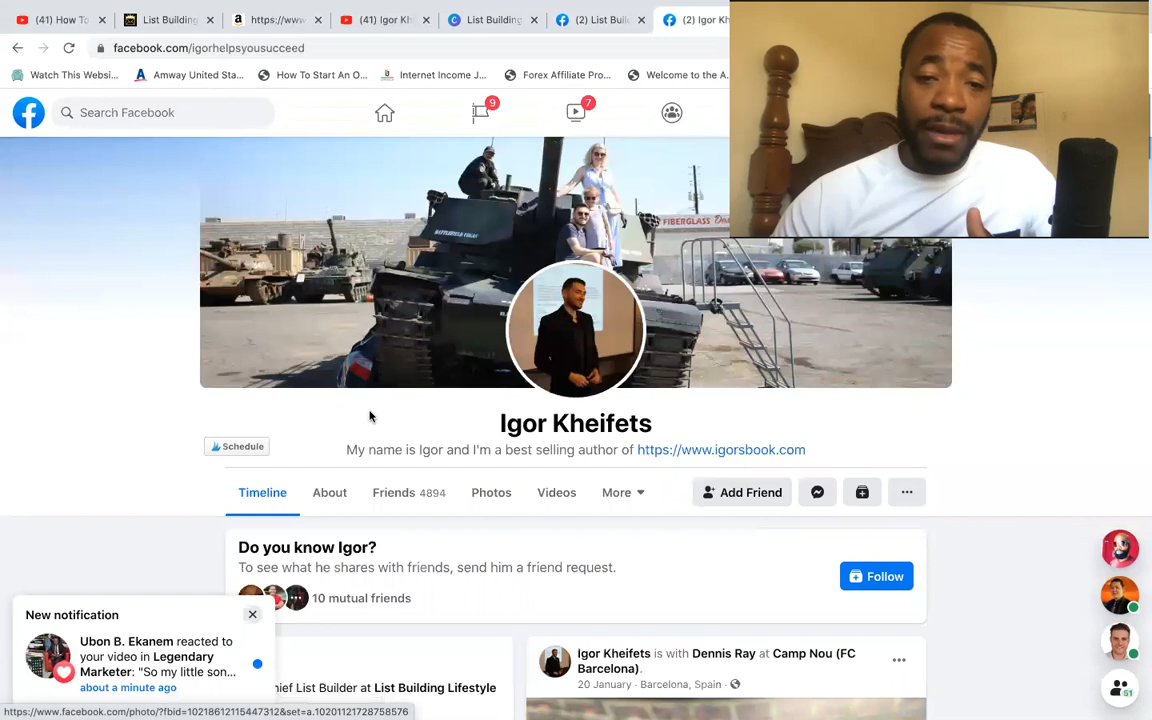 (41) How To
List Building
https://www
(41) Igor Kh
List Building
(2) List Buil
(2) Igor Kh
facebook.com/igorhelpsyousucceed
Watch This Websi...
Amway United Sta...
How To Start An O...
Internet Income J...
Forex Affiliate Pro...
Welcome to the A
Search Facebook
9
7
BATTLEFIELD VEGAS
FIBERGLASS
Igor Kheifets
Schedule
My name is Igor and I'm a best selling author of https://www.igorsbook.com
Timeline
About
Friends 4894
Photos
Videos
More
Add Friend
Do you know Igor?
To see what he shares with friends, send him a friend request.
Follow
10 mutual friends
New notification
Ubon B. Ekanem reacted to
your video in Legendary
Marketer: "So my little son...
about a minute ago
hief List Builder at List Building Lifestyle
Igor Kheifets is with Dennis Ray at Camp Nou (FC
Barcelona).
20 January · Barcelona, Spain ·
51
https://www.facebook.com/photo/?fbid=10218612115447312&set=a.10201121728758576